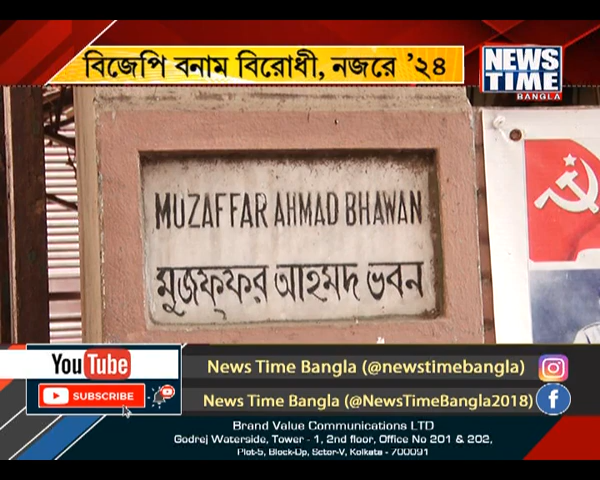 বিজেপি বনাম বিরোধী, নজরে ’২৪
NEWS
TIME
BANGLA
MUZAFFAR AHMAD BHAWAN
মুজফ্ফর আহমদ ভবন
YouTube
SUBSCRIBE
News Time Bangla (@newstimebangla)
News Time Bangla (@NewsTimeBangla2018)
Brand Value Communications LTD
Godrej Waterside, Tower - 1, 2nd floor, Office No 201 & 202,
Plot-5, Block-Dp, Sctor-V, Kolkata - 700091